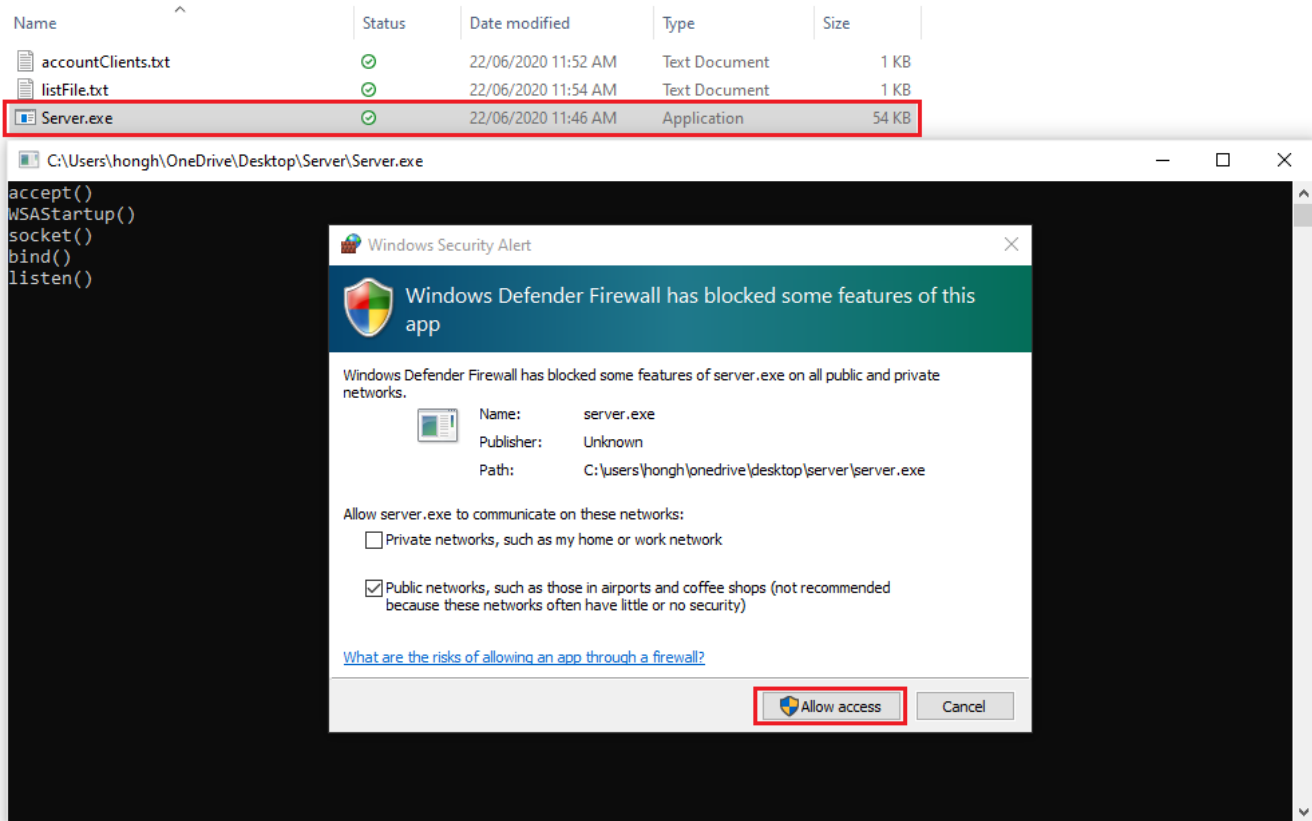 Name Status Date modified Type Size
accountClients.txt 22/06/2020 11:52 AM Text Document 1 KB
listFile.txt 22/06/2020 11:54 AM Text Document 1 KB
Server.exe 22/06/2020 11:46 AM Application 54 KB
C:\Users\hongh\OneDrive\Desktop\Server\Server.exe
accept()
WSAStartup()
socket()
bind()
listen()
Windows Security Alert
Windows Defender Firewall has blocked some features of this
app
Windows Defender Firewall has blocked some features of server.exe on all public and private
networks.
Name: server.exe
Publisher: Unknown
Path: C:\users\hongh\onedrive\desktop\server\server.exe
Allow server.exe to communicate on these networks:
Private networks, such as my home or work network
Public networks, such as those in airports and coffee shops (not recommended
because these networks often have little or no security)
What are the risks of allowing an app through a firewall?
Allow access Cancel